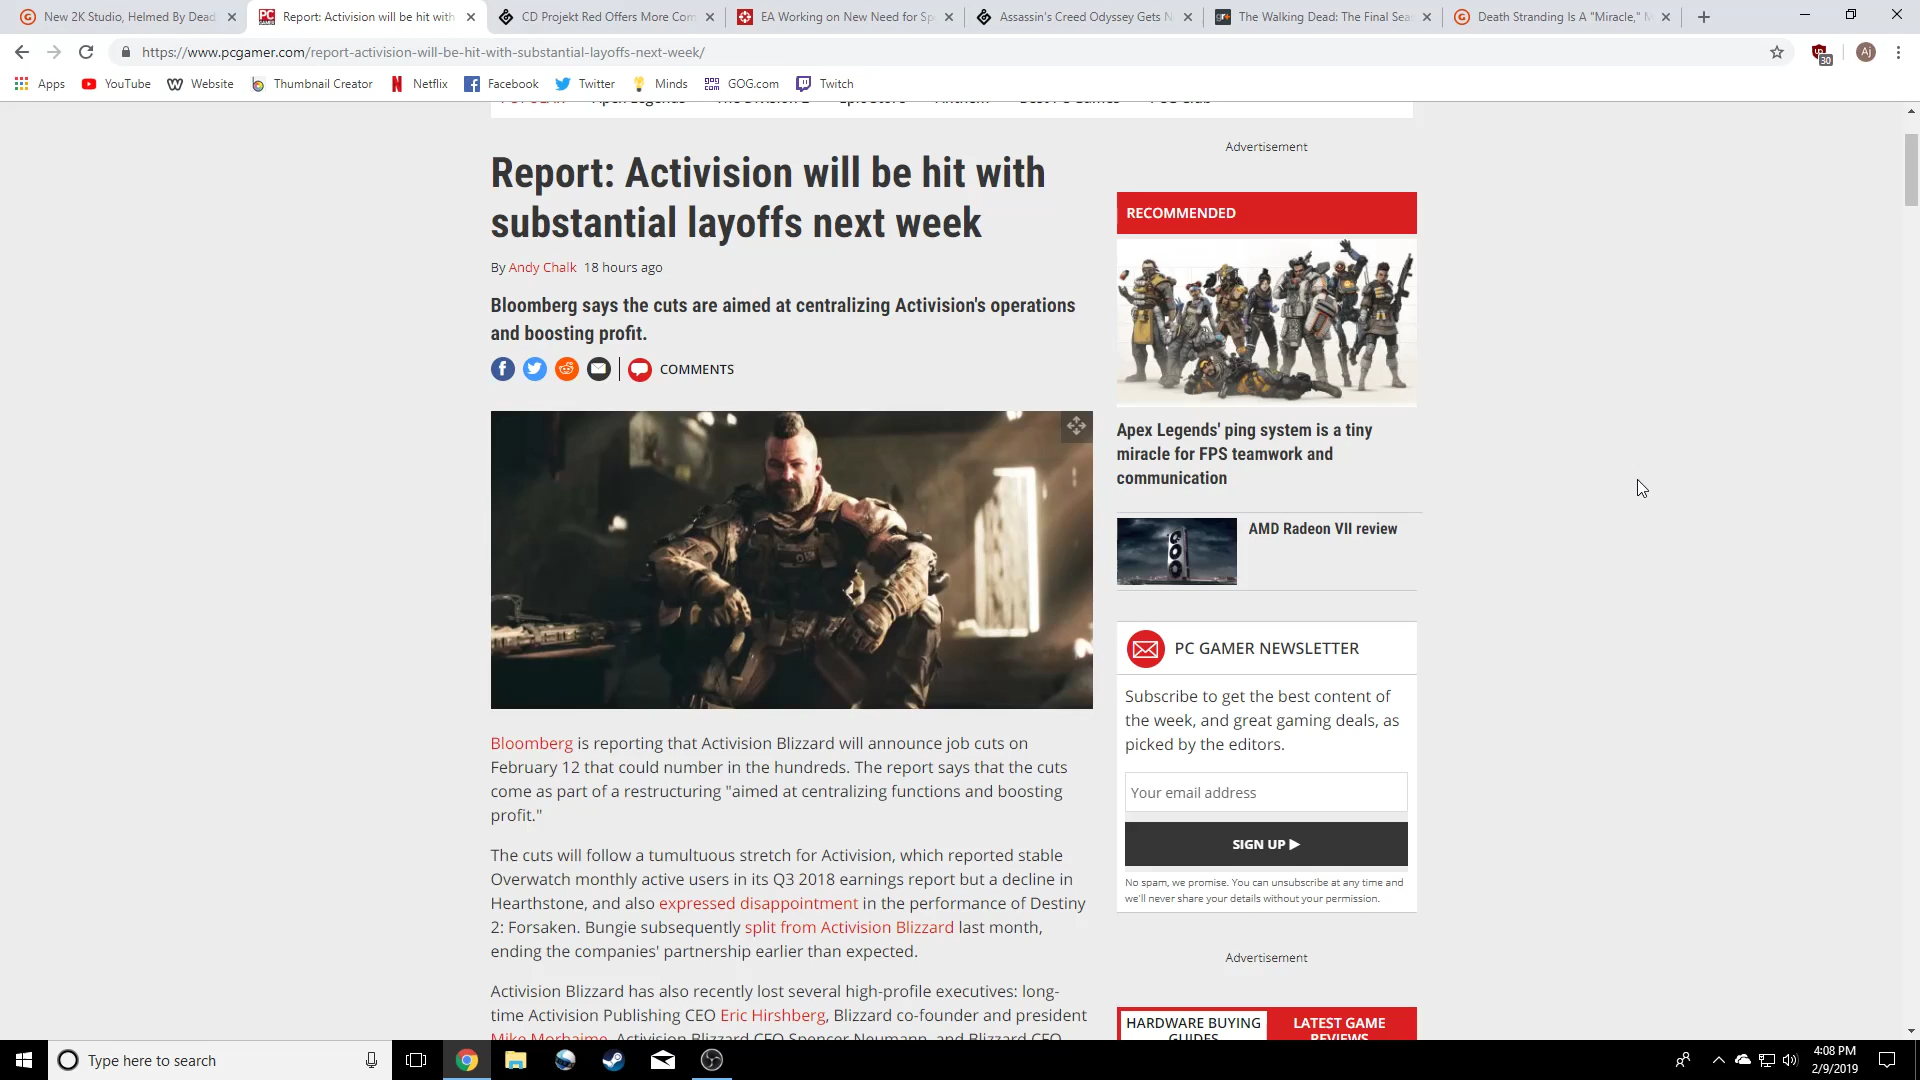 New 2K Studio, Helmed By Dead
Report: Activision will be hit with
CD Projekt Red Offers More Com
EA Working on New Need for Sp
Assassin's Creed Odyssey Gets N
The Walking Dead: The Final Sea
Death Stranding Is A "Miracle," M
https://www.pcgamer.com/report-activision-will-be-hit-with-substantial-layoffs-next-week/
30
Aj
Apps
YouTube
Website
Thumbnail Creator
Netflix
Facebook
Twitter
Minds
GOG.com
Twitch
Report: Activision will be hit with
substantial layoffs next week
By Andy Chalk 18 hours ago
Bloomberg says the cuts are aimed at centralizing Activision's operations
and boosting profit.
COMMENTS
Bloomberg is reporting that Activision Blizzard will announce job cuts on
February 12 that could number in the hundreds. The report says that the cuts
come as part of a restructuring "aimed at centralizing functions and boosting
profit."
The cuts will follow a tumultuous stretch for Activision, which reported stable
Overwatch monthly active users in its Q3 2018 earnings report but a decline in
Hearthstone, and also expressed disappointment in the performance of Destiny
2: Forsaken. Bungie subsequently split from Activision Blizzard last month,
ending the companies' partnership earlier than expected.
Activision Blizzard has also recently lost several high-profile executives: long-
time Activision Publishing CEO Eric Hirshberg, Blizzard co-founder and president
Mike Morhaime, Activision Blizzard CFO Spencer Neumann, and Blizzard CFO
Advertisement
RECOMMENDED
Apex Legends' ping system is a tiny
miracle for FPS teamwork and
communication
AMD Radeon VII review
PC GAMER NEWSLETTER
Subscribe to get the best content of
the week, and great gaming deals, as
picked by the editors.
Your email address
SIGN UP
No spam, we promise. You can unsubscribe at any time and
we'll never share your details without your permission.
Advertisement
HARDWARE BUYING
GUIDES
LATEST GAME
REVIEWS
Type here to search
4:08 PM
2/9/2019